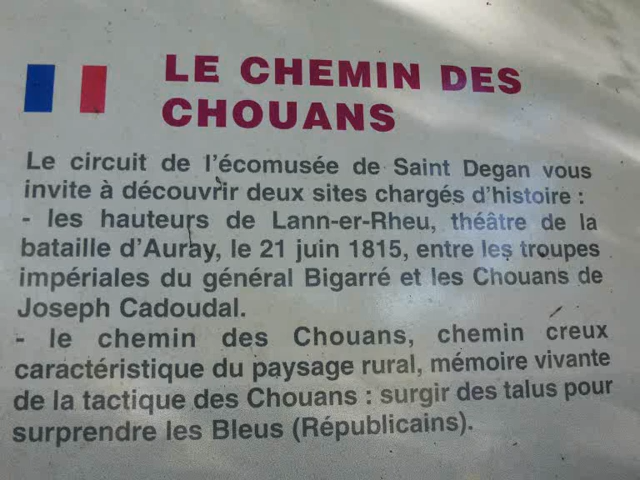 LE CHEMIN DES
CHOUANS
Le circuit de l'écomusée de Saint Degan vous
invite à découvrir deux sites chargés d'histoire :
- les hauteurs de Lann-er-Rheu, théâtre de la
bataille d'Auray, le 21 juin 1815, entre les troupes
impériales du général Bigarré et les Chouans de
Joseph Cadoudal.
- le chemin des Chouans, chemin creux
caractéristique du paysage rural, mémoire vivante
de la tactique des Chouans : surgir des talus pour
surprendre les Bleus (Républicains).